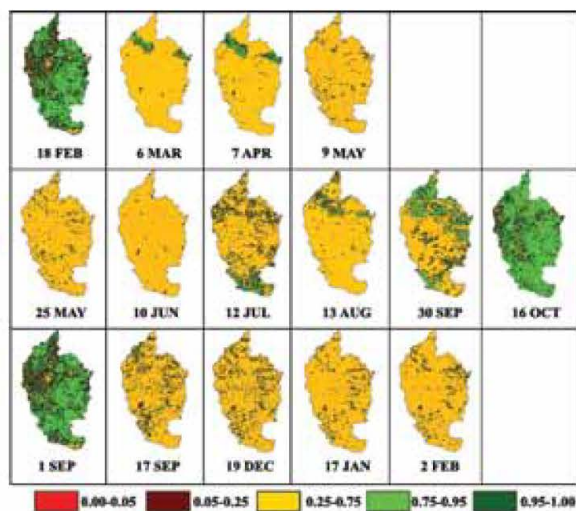 18 FEB 6 MAR 7 APR 9 MAY
25 MAY 10 JUN 12 JUL 13 AUG 30 SEP 16 OCT
1 SEP 17 SEP 19 DEC 17 JAN 2 FEB
0.00-0.05 0.05-0.25 0.25-0.75 0.75-0.95 0.95-1.00